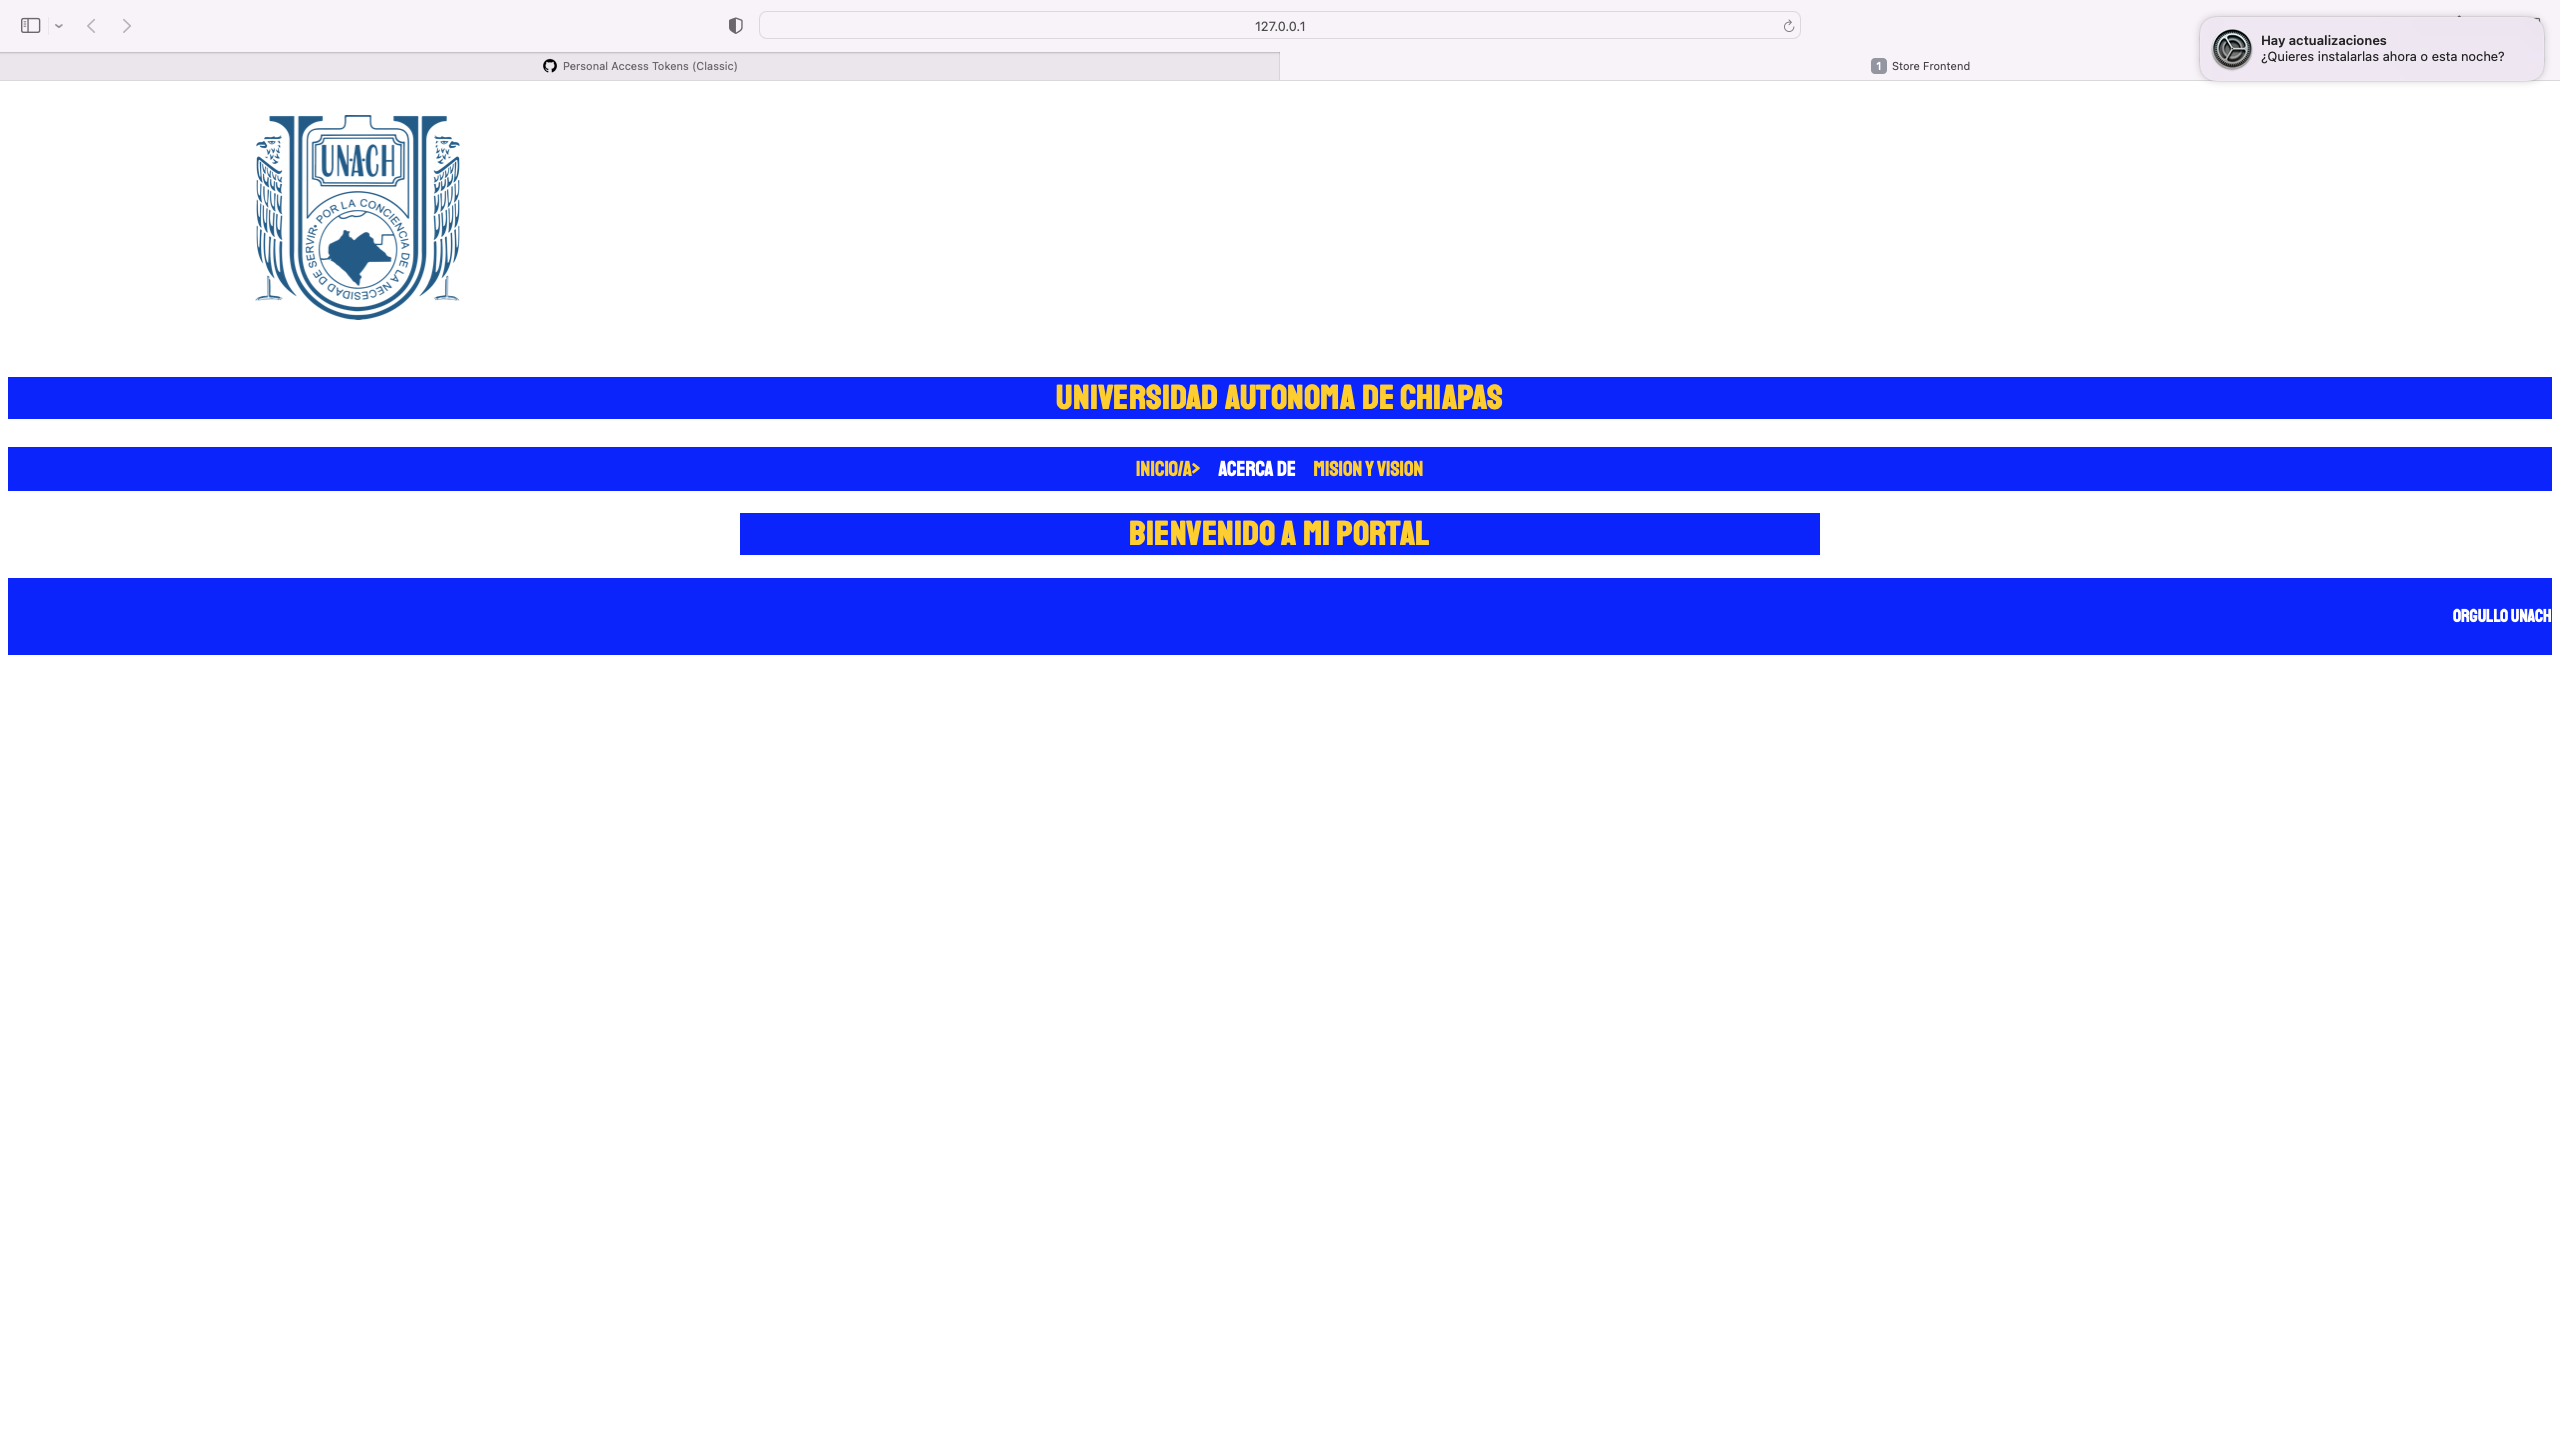 127.0.0.1
Hay actualizaciones
¿Quieres instalarlas ahora o esta noche?
Personal Access Tokens (Classic)
1 Store Frontend
UNACH
POR LA CONCIENCIA DE LA NECESIDAD DE SERVIR
UNIVERSIDAD AUTONOMA DE CHIAPAS
INICIO/A> ACERCA DE MISION Y VISION
BIENVENIDO A MI PORTAL
ORGULLO UNACH